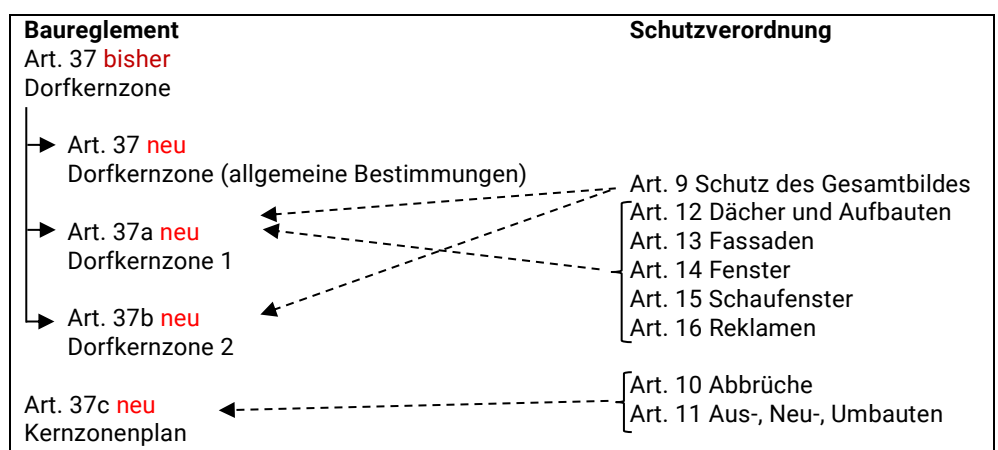 Baureglement
Art. 37 bisher
Dorfkernzone
Art. 37 neu
Dorfkernzone (allgemeine Bestimmungen)
Art. 37a neu
Dorfkernzone 1
Art. 37b neu
Dorfkernzone 2
Art. 37c neu
Kernzonenplan
Schutzverordnung
Art. 9 Schutz des Gesamtbildes
Art. 12 Dächer und Aufbauten
Art. 13 Fassaden
Art. 14 Fenster
Art. 15 Schaufenster
Art. 16 Reklamen
Art. 10 Abbrüche
Art. 11 Aus-, Neu-, Umbauten